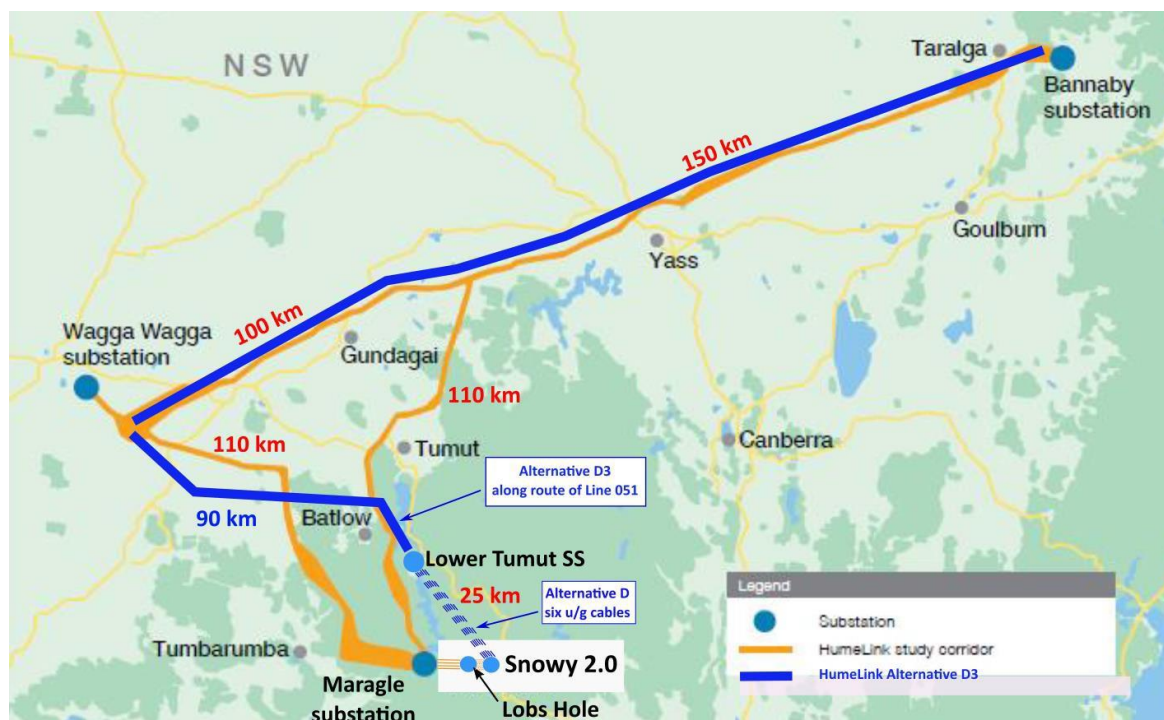 NSW
Taralga
Bannaby
substation
150 km
Goulburn
Yass
Wagga Wagga
substation
100 km
Gundagai
110 km
Canberra
110 km
Tumut
Alternative D3
along route of Line 051
90 km
Batlow
Lower Tumut SS
25 km
Alternative D
six u/g cables
Tumbarumba
Snowy 2.0
Maragle
substation
Lobs Hole
Legend
Substation
HumeLink study corridor
HumeLink Alternative D3